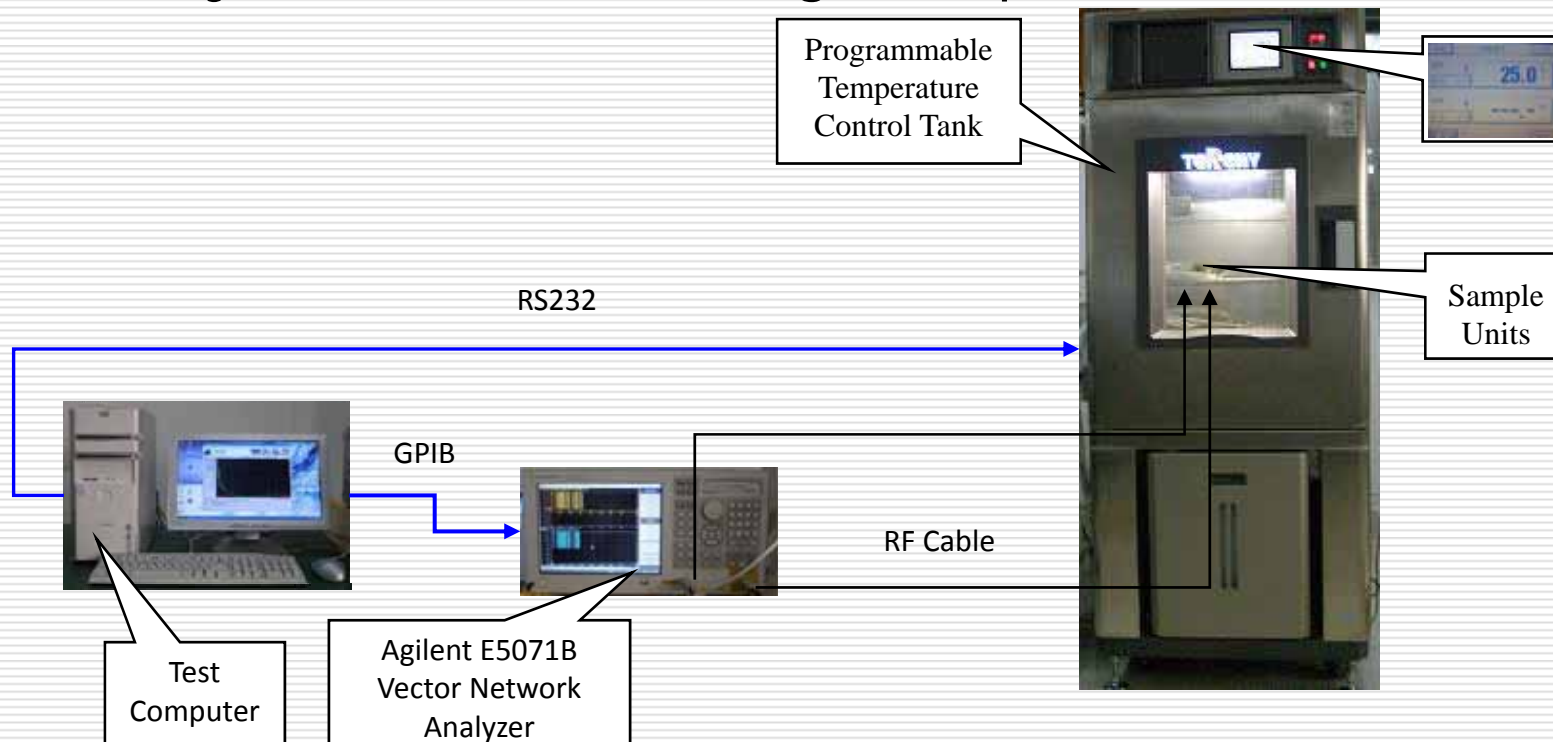 Programmable
Temperature
Control Tank
25.0
Sample
Units
RS232
GPIB
RF Cable
Test
Computer
Agilent E5071B
Vector Network
Analyzer